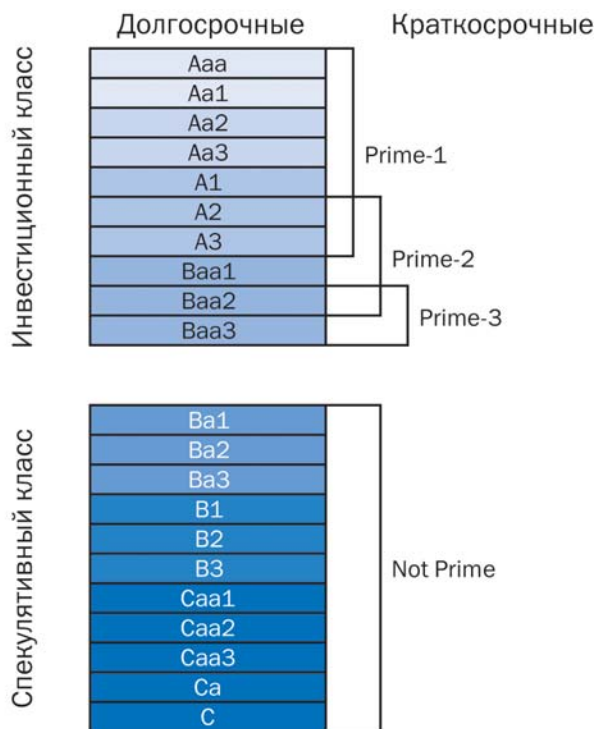 Долгосрочные Краткосрочные
Инвестиционный класс
Aaa
Aa1
Aa2
Aa3
Prime-1
A1
A2
A3
Prime-2
Baa1
Baa2
Prime-3
Baa3
Спекулятивный класс
Ba1
Ba2
Ba3
B1
B2
B3
Not Prime
Caa1
Caa2
Caa3
Ca
C